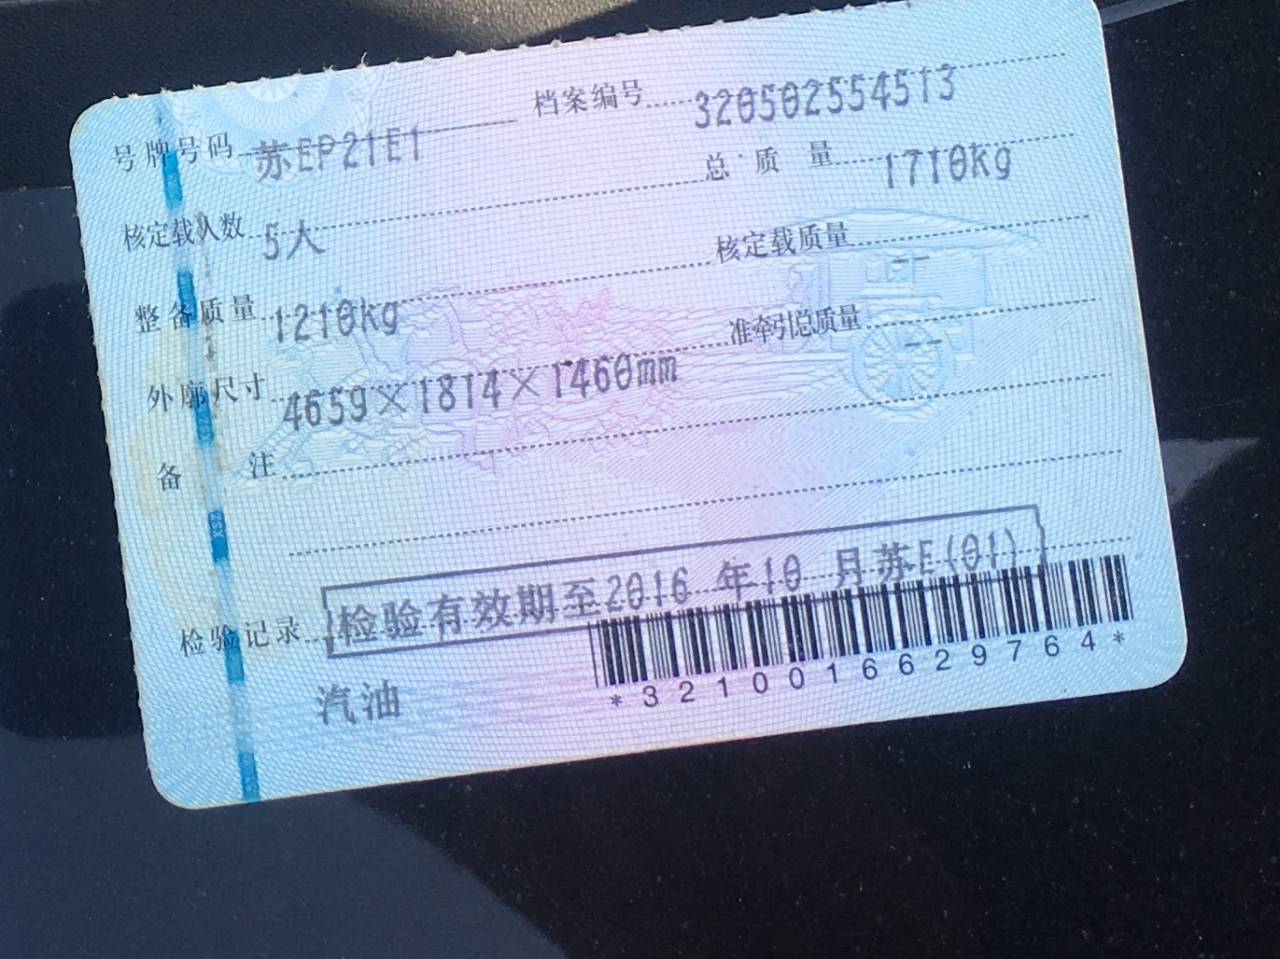 号牌号码 苏EP21E1 档案编号 320502554513
核定载人数 5人 总质量 1710kg
整备质量 1210kg 核定载质量 --
外廓尺寸 4659×1814×1460mm 准牵引总质量 --
备注
检验记录 检验有效期至2016 年10 月苏E(01)
汽油 *3210016629764*